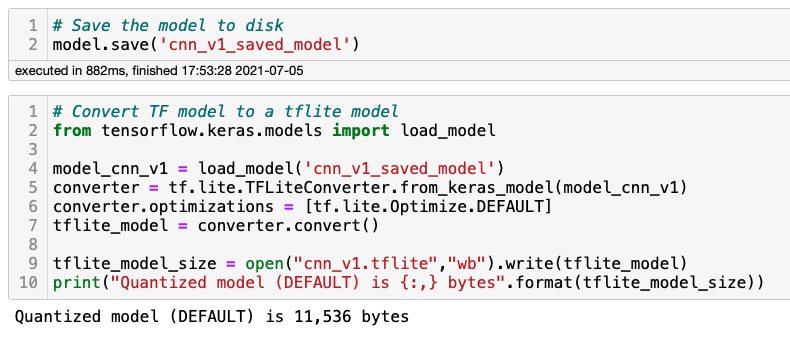 1 # Save the model to disk
2 model.save('cnn_v1_saved_model')
executed in 882ms, finished 17:53:28 2021-07-05
1 # Convert TF model to a tflite model
2 from tensorflow.keras.models import load_model
3
4 model_cnn_v1 = load_model('cnn_v1_saved_model')
5 converter = tf.lite.TFLiteConverter.from_keras_model(model_cnn_v1)
6 converter.optimizations = [tf.lite.Optimize.DEFAULT]
7 tflite_model = converter.convert()
8
9 tflite_model_size = open("cnn_v1.tflite","wb").write(tflite_model)
10 print("Quantized model (DEFAULT) is {:,} bytes".format(tflite_model_size))
Quantized model (DEFAULT) is 11,536 bytes